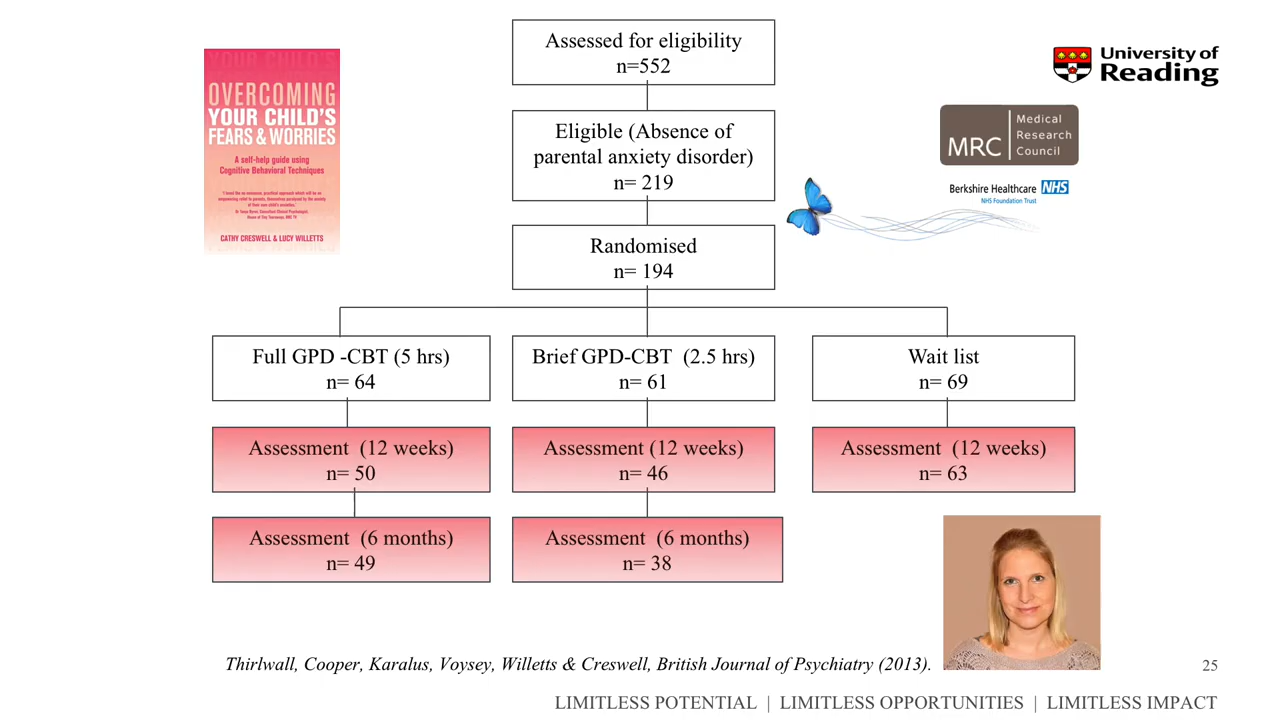 Assessed for eligibility
n=552
University of
Reading
YOUR CHILD'S
OVERCOMING
YOUR CHILD'S
FEARS & WORRIES
A self-help guide using
Cognitive Behavioral Techniques
CATHY CRESWELL & LUCY WILLETTS
Eligible (Absence of
parental anxiety disorder)
n= 219
MRC
Medical
Research
Council
Berkshire Healthcare NHS
NHS Foundation Trust
Randomised
n= 194
Full GPD -CBT (5 hrs)
n= 64
Brief GPD-CBT (2.5 hrs)
n= 61
Wait list
n= 69
Assessment (12 weeks)
n= 50
Assessment (12 weeks)
n= 46
Assessment (12 weeks)
n= 63
Assessment (6 months)
n= 49
Assessment (6 months)
n= 38
Thirlwall, Cooper, Karalus, Voysey, Willetts & Creswell, British Journal of Psychiatry (2013).
25
LIMITLESS POTENTIAL | LIMITLESS OPPORTUNITIES | LIMITLESS IMPACT